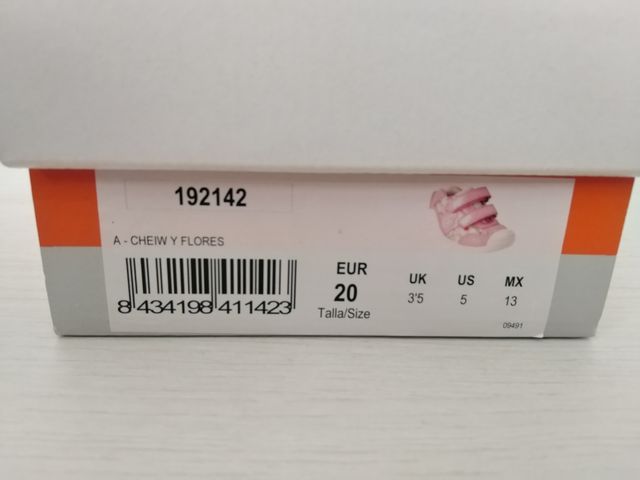 192142
A - CHEIW Y FLORES
8 434198 411423
EUR UK US MX
20 3'5 5 13
Talla/Size
09491